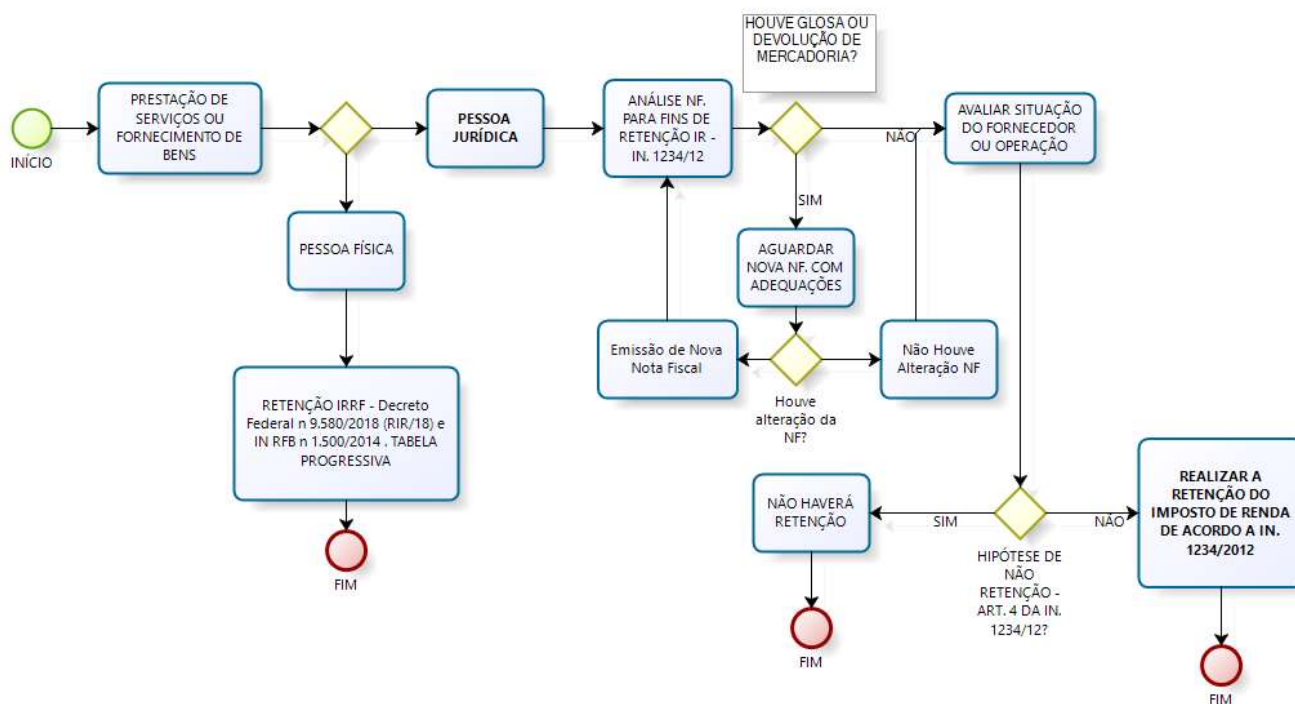 HOUVE GLOSA OU
DEVOLUÇÃO DE
MERCADORIA?
INÍCIO
PRESTAÇÃO DE
SERVIÇOS OU
FORNECIMENTO DE
BENS
PESSOA
JURÍDICA
ANÁLISE NF.
PARA FINS DE
RETENÇÃO IR -
IN. 1234/12
NÃO
AVALIAR SITUAÇÃO
DO FORNECEDOR
OU OPERAÇÃO
SIM
PESSOA FÍSICA
AGUARDAR
NOVA NF. COM
ADEQUAÇÕES
Emissão de Nova
Nota Fiscal
Houve
alteração da
NF?
Não Houve
Alteração NF
RETENÇÃO IRRF - Decreto
Federal n 9.580/2018 (RIR/18) e
IN RFB n 1.500/2014 . TABELA
PROGRESSIVA
FIM
NÃO HAVERÁ
RETENÇÃO
SIM
NÃO
HIPÓTESE DE
NÃO
RETENÇÃO -
ART. 4 DA IN.
1234/12?
REALIZAR A
RETENÇÃO DO
IMPOSTO DE RENDA
DE ACORDO A IN.
1234/2012
FIM
FIM